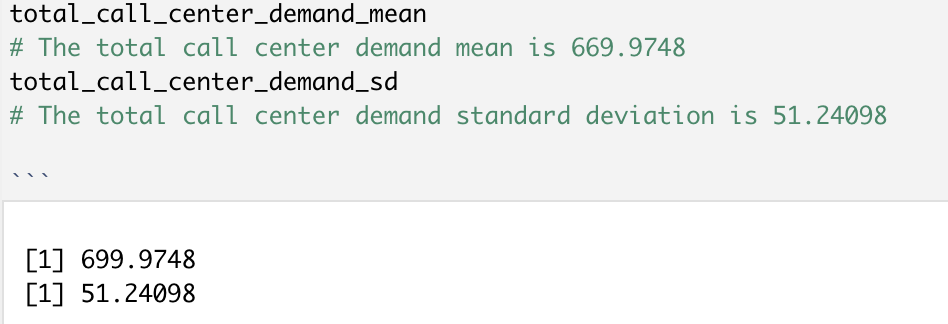 total_call_center_demand_mean
# The total call center demand mean is 669.9748
total_call_center_demand_sd
# The total call center demand standard deviation is 51.24098
```
[1] 699.9748
[1] 51.24098